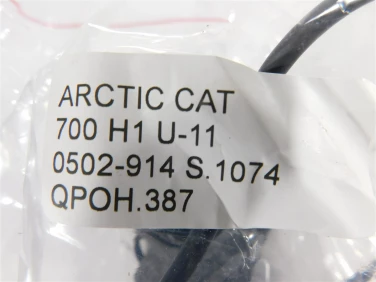 ARCTIC CAT
700 H1 U-11
0502-914 S.1074
QPOH.387